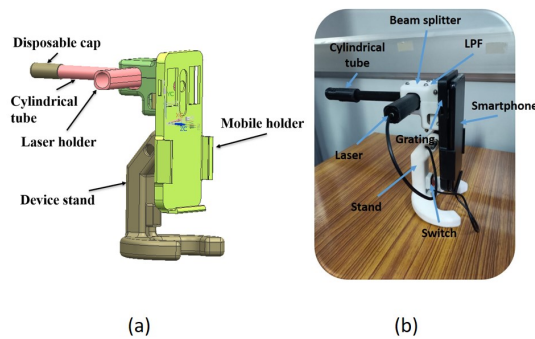 Disposable cap
Cylindrical
tube
Laser holder
Mobile holder
Device stand
(a)
Beam splitter
Cylindrical
tube
LPF
Smartphone
Grating
Laser
Stand
Switch
(b)